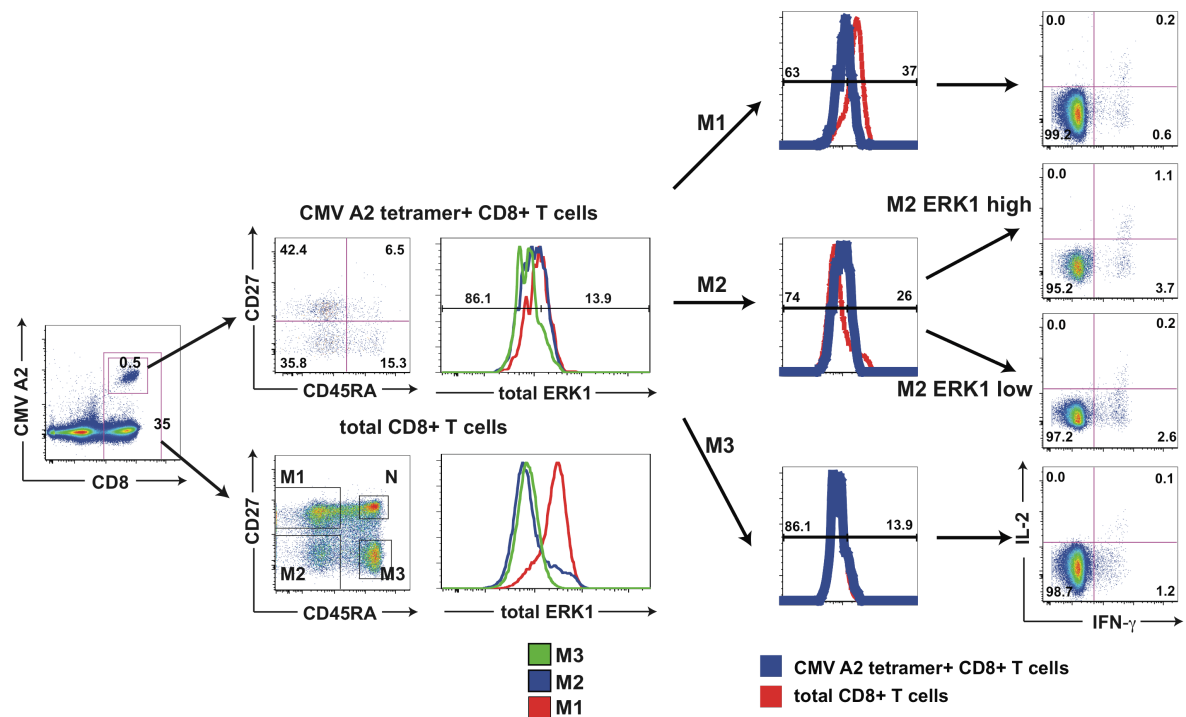 CMV A2
0.5
35
CD8
CMV A2 tetramer+ CD8+ T cells
CD27
42.4
6.5
35.8
15.3
CD45RA
86.1
13.9
total ERK1
total CD8+ T cells
CD27
M1
N
M2
M3
CD45RA
total ERK1
M3
M2
M1
M1
63
37
0.0
0.2
99.2
0.6
M2
74
26
M2 ERK1 high
0.0
1.1
95.2
3.7
M2 ERK1 low
0.0
0.2
97.2
2.6
M3
86.1
13.9
IL-2
0.0
0.1
98.7
1.2
IFN-γ
CMV A2 tetramer+ CD8+ T cells
total CD8+ T cells